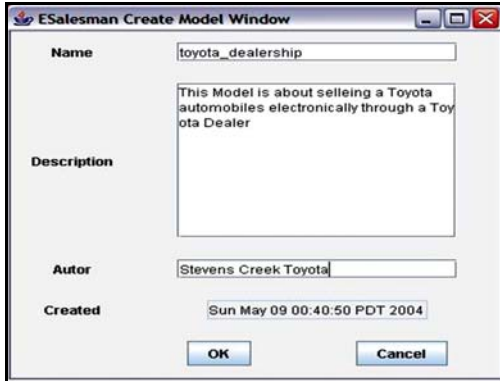 ESalesman Create Model Window
Name
toyota_dealership
Description
This Model is about selleing a Toyota
automobiles electronically through a Toy
ota Dealer
Autor
Stevens Creek Toyota
Created
Sun May 09 00:40:50 PDT 2004
OK
Cancel